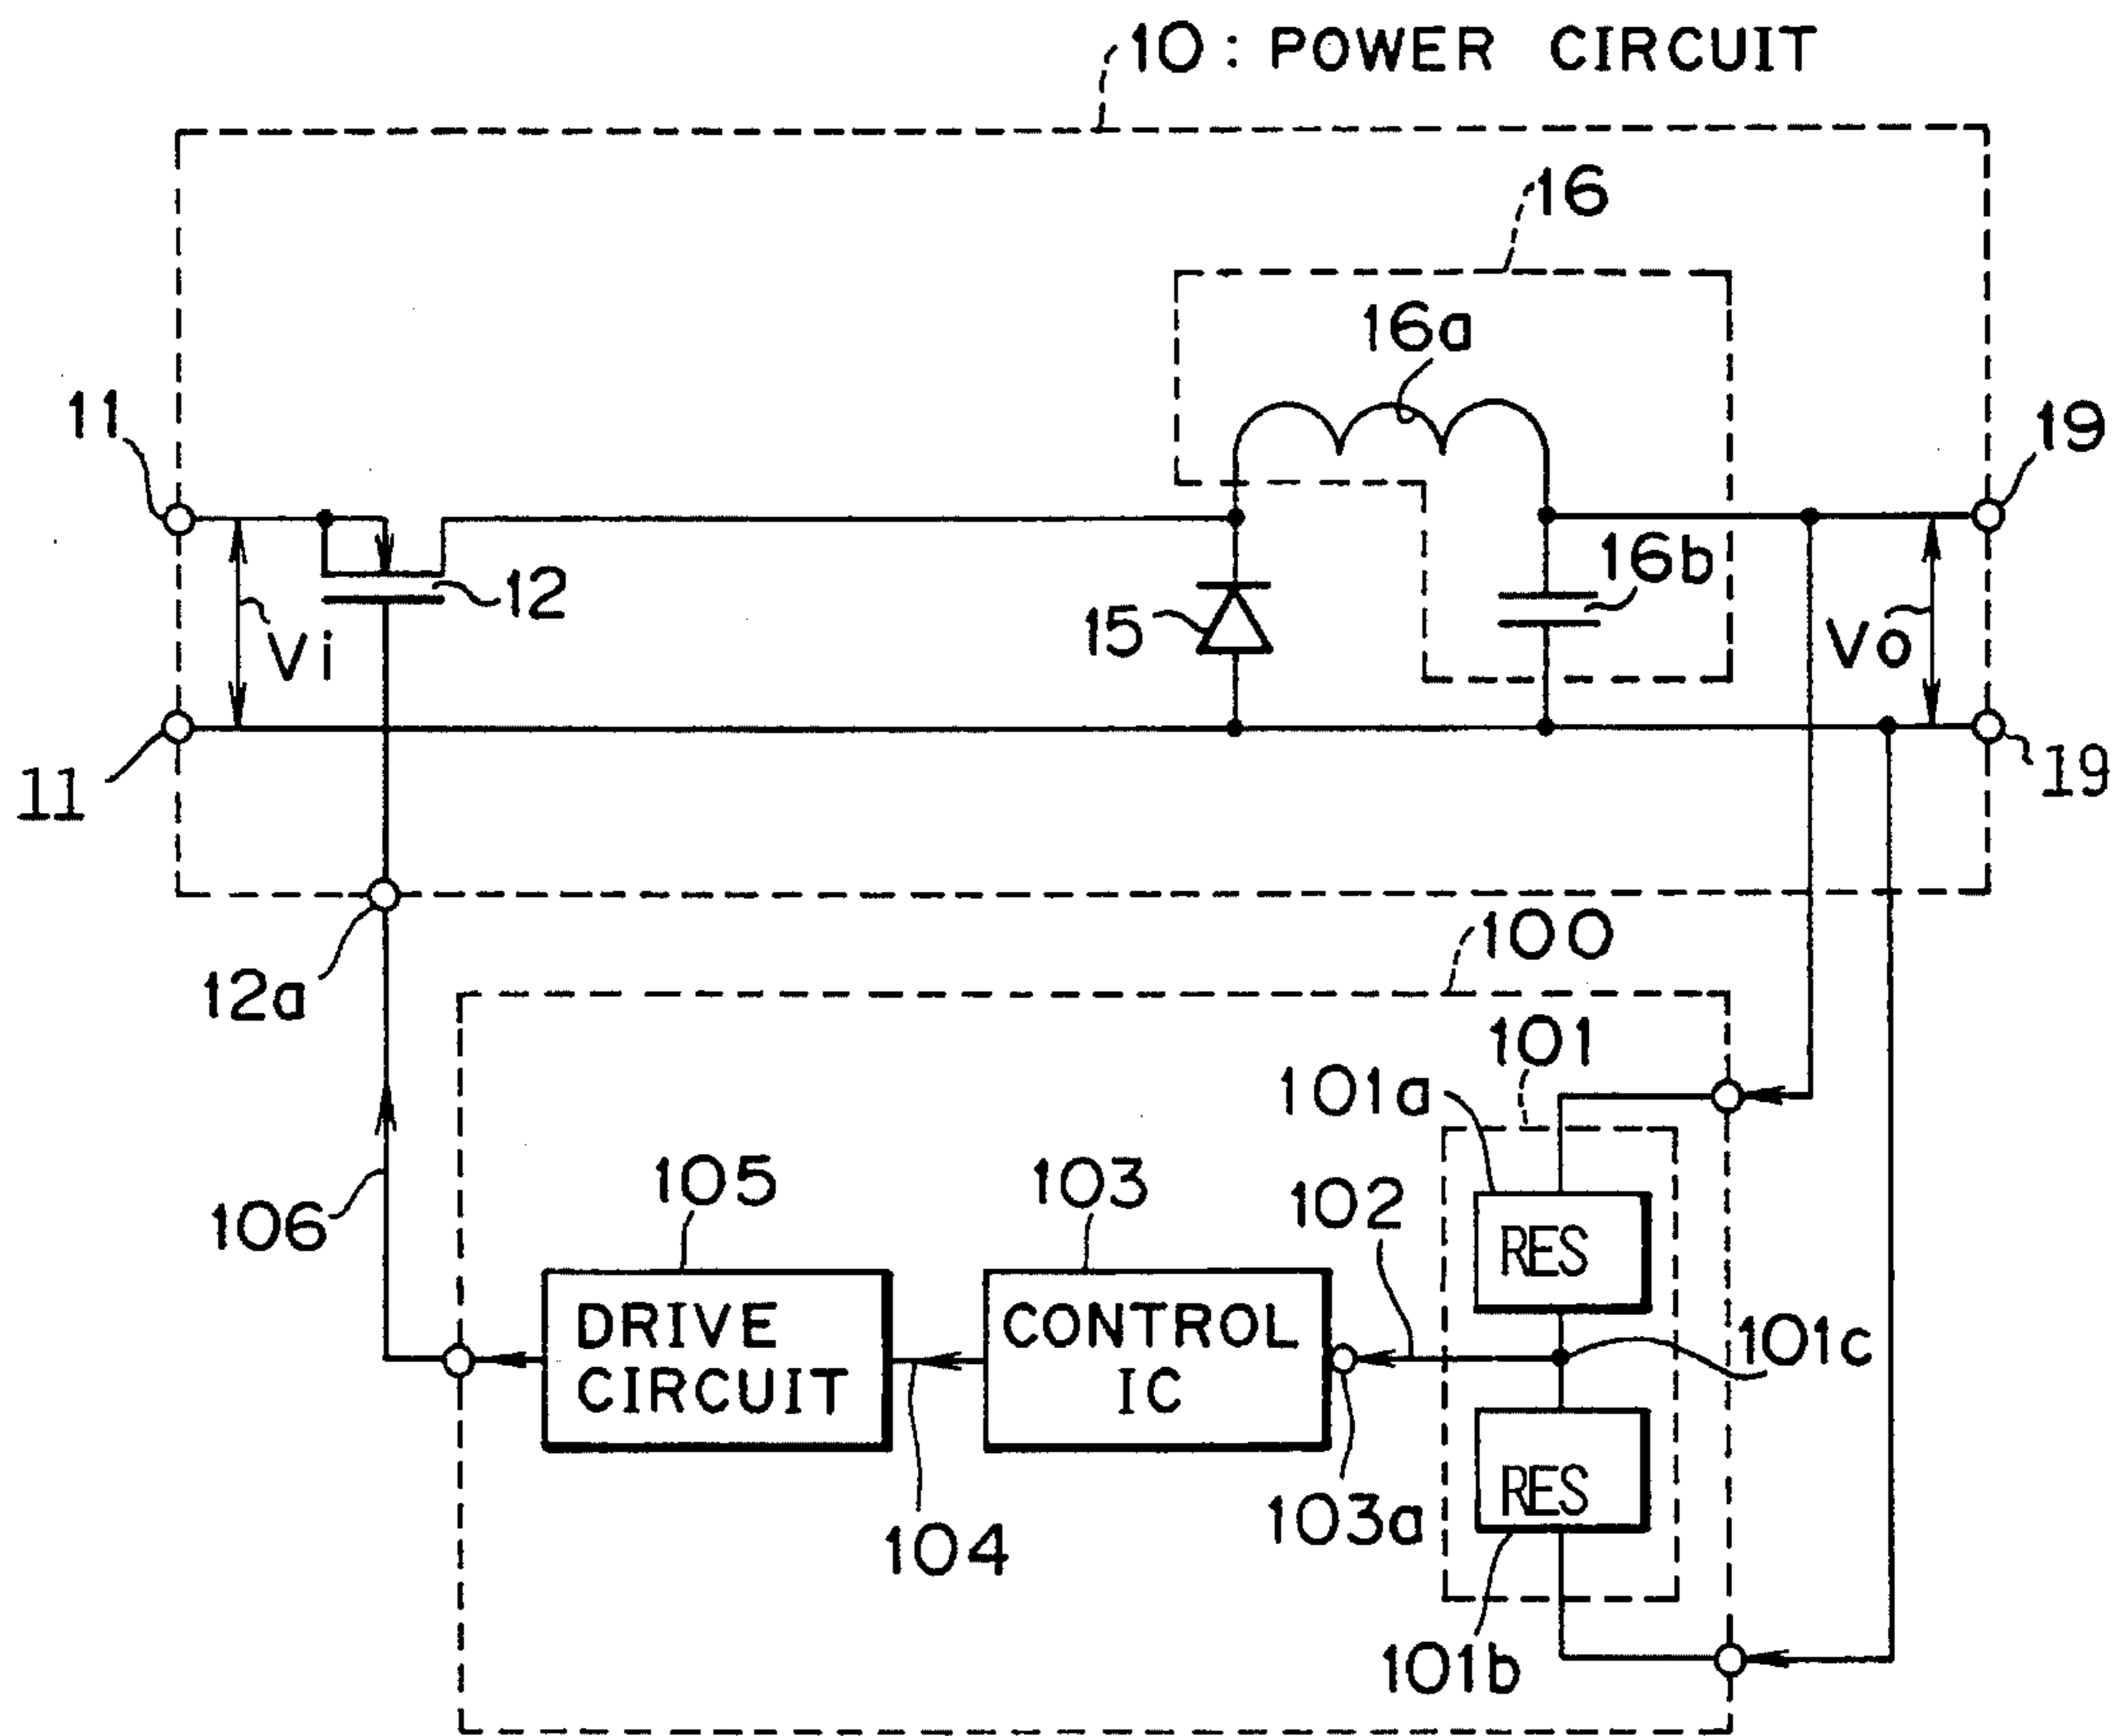 10 : POWER CIRCUIT
16
16a
11
19
12
16b
15
Vi
Vo
11
19
12a
100
101
101a
105
103
102
106
RES
DRIVE
CIRCUIT
CONTROL
IC
101c
RES
104
103a
101b